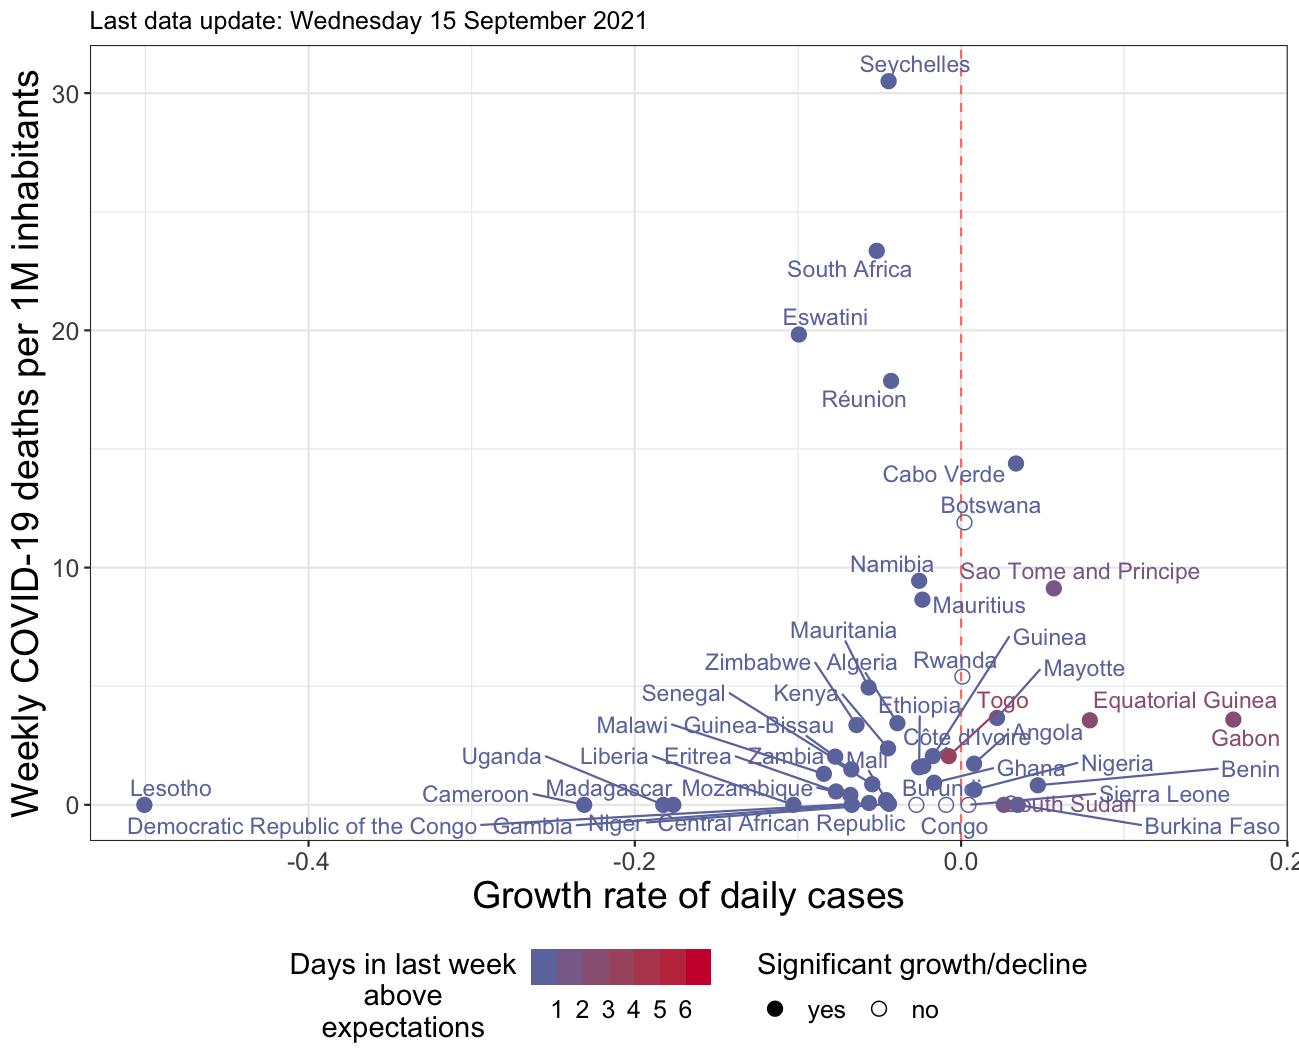 Last data update: Wednesday 15 September 2021
Weekly COVID-19 deaths per 1M inhabitants
30
20
10
0
Seychelles
South Africa
Eswatini
Réunion
Cabo Verde
Botswana
Namibia
Sao Tome and Principe
Mauritius
Mauritania
Guinea
Zimbabwe
Algeria
Rwanda
Mayotte
Senegal
Kenya
Ethiopia
Togo
Equatorial Guinea
Malawi
Guinea-Bissau
Côte d'Ivoire
Angola
Gabon
Uganda
Liberia
Eritrea
Zambia
Mali
Ghana
Nigeria
Benin
Lesotho
Cameroon
Madagascar
Mozambique
Burundi
South Sudan
Sierra Leone
Democratic Republic of the Congo
Gambia
Niger
Central African Republic
Congo
Burkina Faso
-0.4
-0.2
0.0
0.2
Growth rate of daily cases
Days in last week
above
expectations
1 2 3 4 5 6
Significant growth/decline
yes
no